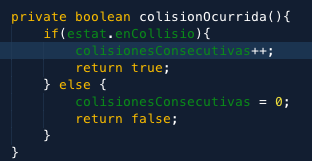 private boolean colisionOcurrida(){
    if(estat.enCollisio){
        colisionesConsecutivas++;
        return true;
    } else {
        colisionesConsecutivas = 0;
        return false;
    }
}